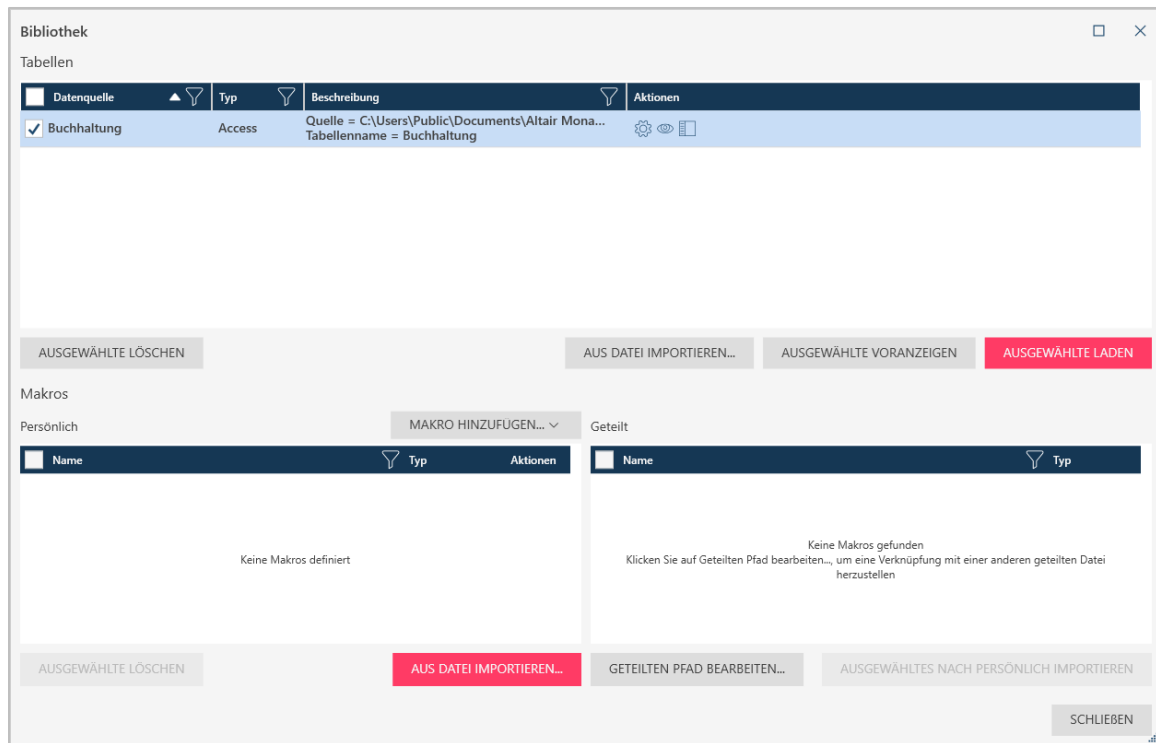 Bibliothek
Tabellen
Datenquelle Typ Beschreibung Aktionen
Buchhaltung Access Quelle = C:\Users\Public\Documents\Altair Mona...
Tabellenname = Buchhaltung
AUSGEWÄHLTE LÖSCHEN AUS DATEI IMPORTIEREN... AUSGEWÄHLTE VORANZEIGEN AUSGEWÄHLTE LADEN
Makros
Persönlich MAKRO HINZUFÜGEN... Geteilt
Name Typ Aktionen Name Typ
Keine Makros definiert
Keine Makros gefunden
Klicken Sie auf Geteilten Pfad bearbeiten..., um eine Verknüpfung mit einer anderen geteilten Datei
herzustellen
AUSGEWÄHLTE LÖSCHEN AUS DATEI IMPORTIEREN... GETEILTEN PFAD BEARBEITEN... AUSGEWÄHLTES NACH PERSÖNLICH IMPORTIEREN
SCHLIEßEN